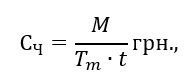 Сч = M / (Tm · t) грн.,